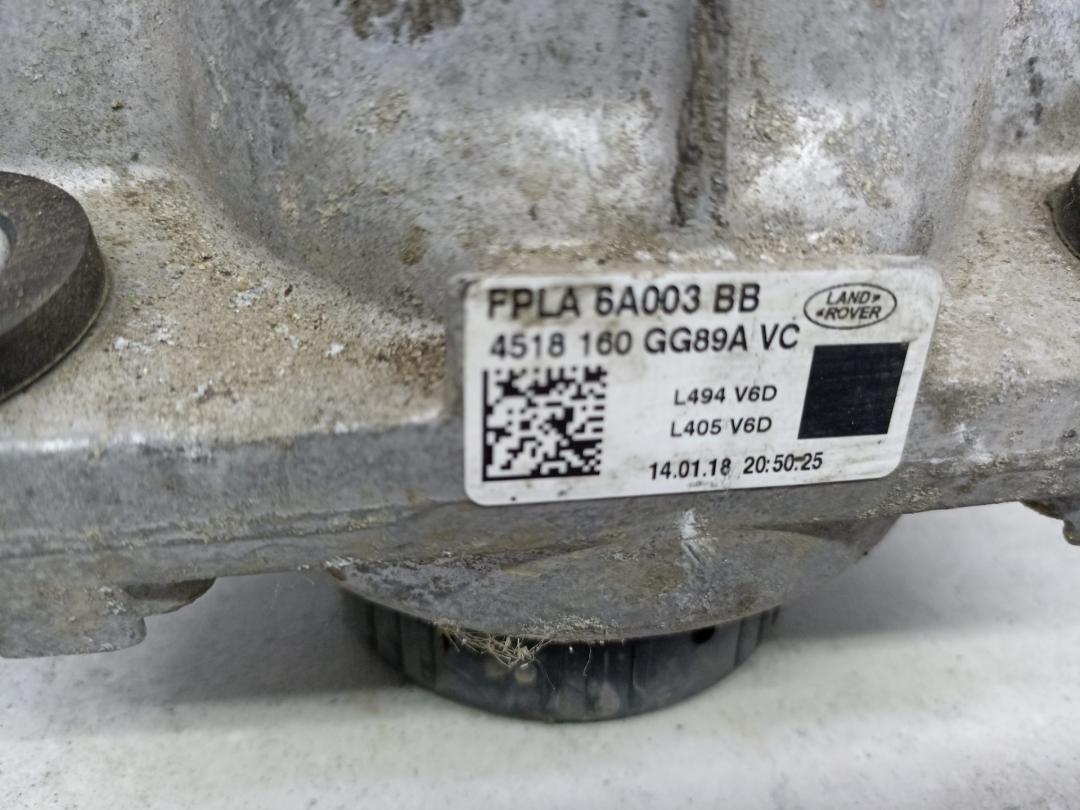 FPLA 6A003 BB
LAND ROVER
4518 160 GG89A VC
L494 V6D
L405 V6D
14.01.18 20:50:25